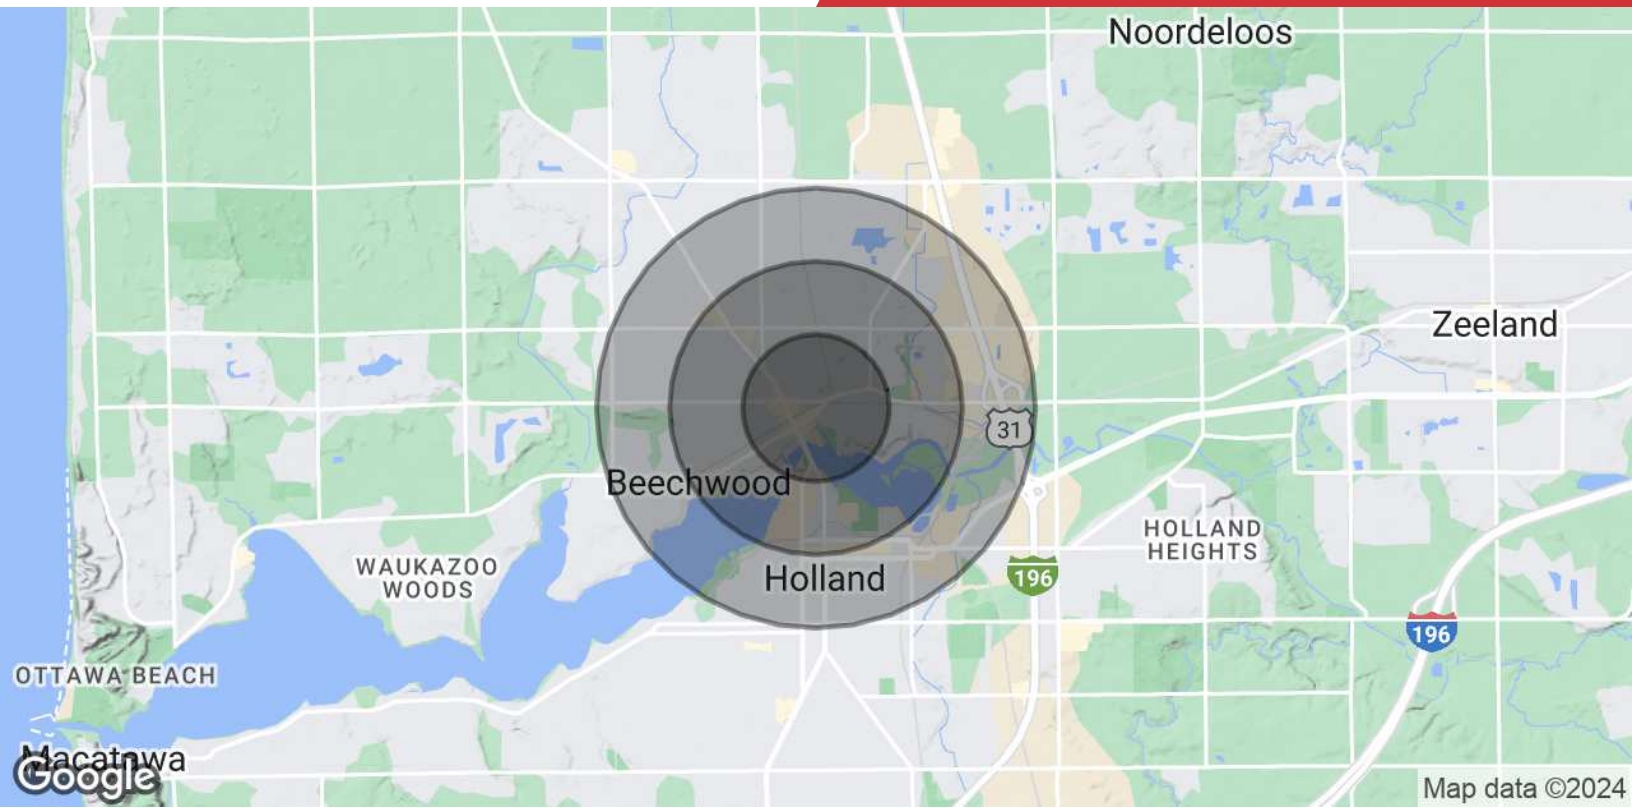 Noordeloos
Zeeland
31
Beechwood
HOLLAND
HEIGHTS
WAUKAZOO
WOODS
Holland
196
196
OTTAWA BEACH
Macatawa
Google
Map data ©2024